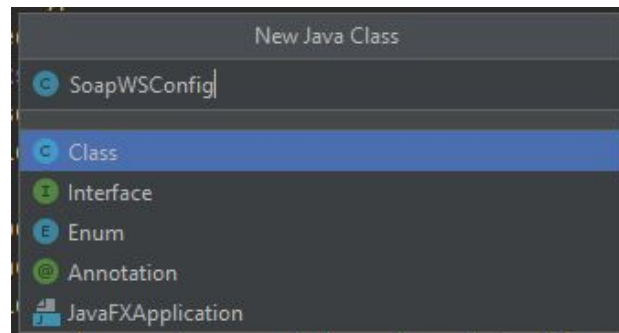 New Java Class
SoapWSConfig
Class
Interface
Enum
Annotation
JavaFXApplication